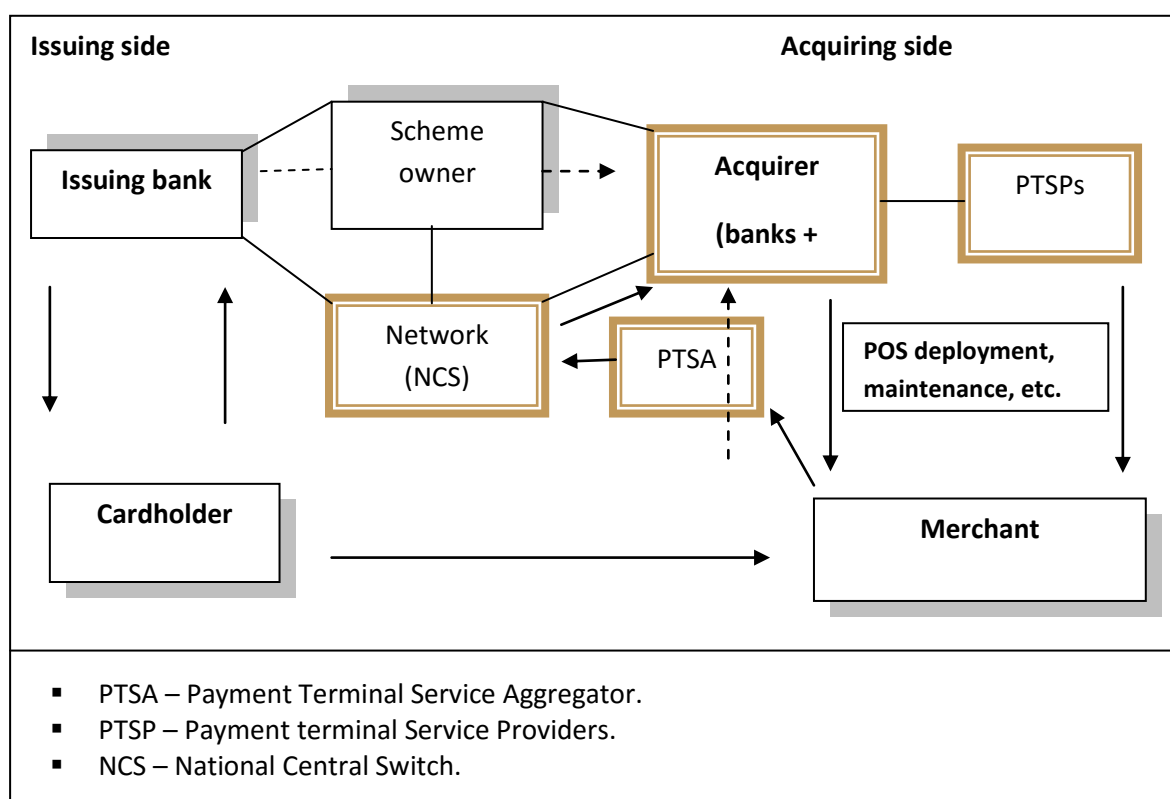 Issuing side
Acquiring side
Scheme
owner
Issuing bank
Acquirer
(banks +
PTSPs
Network
(NCS)
PTSA
POS deployment,
maintenance, etc.
Cardholder
Merchant
▪ PTSA – Payment Terminal Service Aggregator.
▪ PTSP – Payment terminal Service Providers.
▪ NCS – National Central Switch.